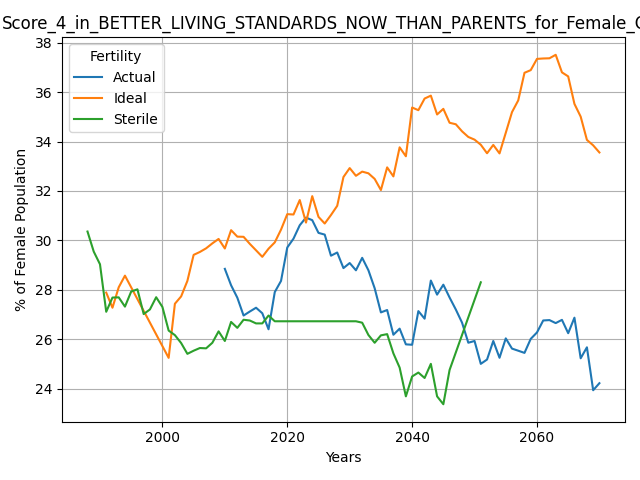 Score_4_in_BETTER_LIVING_STANDARDS_NOW_THAN_PARENTS_for_Female_
Fertility
Actual
Ideal
Sterile
% of Female Population
38
36
34
32
30
28
26
24
2000
2020
2040
2060
Years